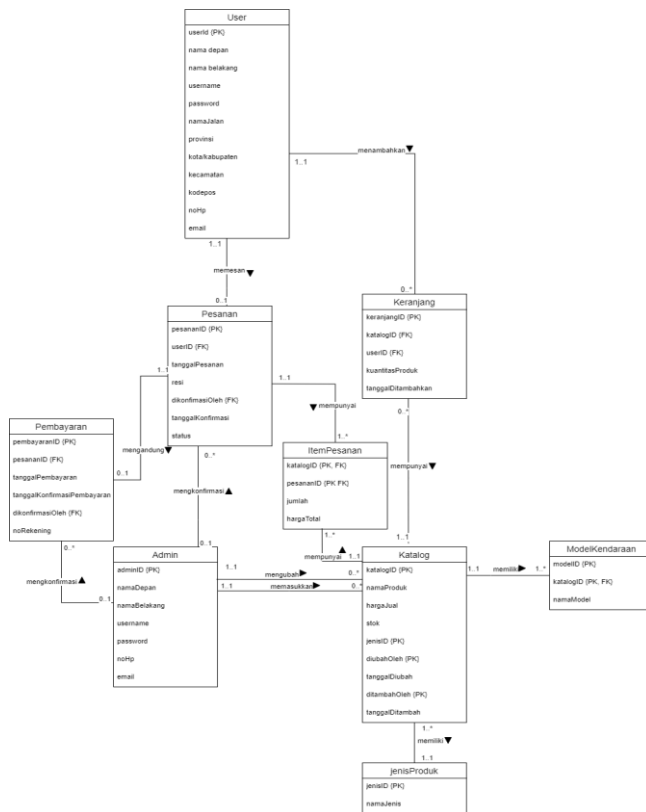 User
userId {PK}
nama depan
nama belakang
username
password
namaJalan
provinsi
kota/kabupaten
kecamatan
kodepos
noHp
email
1..1
menambahkan▼
0..*
1..1
memesan▼
0..1
Keranjang
keranjangID {PK}
katalogID {FK}
userID {FK}
kuantitasProduk
tanggalDitambahkan
Pesanan
pesananID {PK}
userID {FK}
tanggalPesanan
resi
dikonfimasiOleh {FK}
tanggalKonfirmasi
status
1..1
mengandung▼
0..1
1..1
▼mempunyai
1..*
0..*
mempunyai▼
1..1
Pembayaran
pembayaranID {PK}
pesananID {FK}
tanggalPembayaran
tanggalKonfirmasiPembayaran
dikonfirmasiOleh {FK}
noRekening
ItemPesanan
katalogID {PK, FK}
pesananID {PK FK}
jumlah
hargaTotal
0..*
mengkonfirmasi▲
0..1
0..*
mengkonfirmasi▲
0..1
1..*
mempunyai▲
1..1
Admin
adminID {PK}
namaDepan
namaBelakang
username
password
noHp
email
1..1
mengubah▶
0..*
1..1
memasukkan▶
0..*
Katalog
katalogID {PK}
namaProduk
hargaJual
stok
jenisID {PK}
diubahOleh {PK}
tanggalDiubah
ditambahOleh {PK}
tanggalDitambah
1..1
memiliki▶
1..*
ModelKendaraan
modelID {PK}
katalogID {PK, FK}
namaModel
1..*
memiliki▼
1..1
jenisProduk
jenisID {PK}
namaJenis